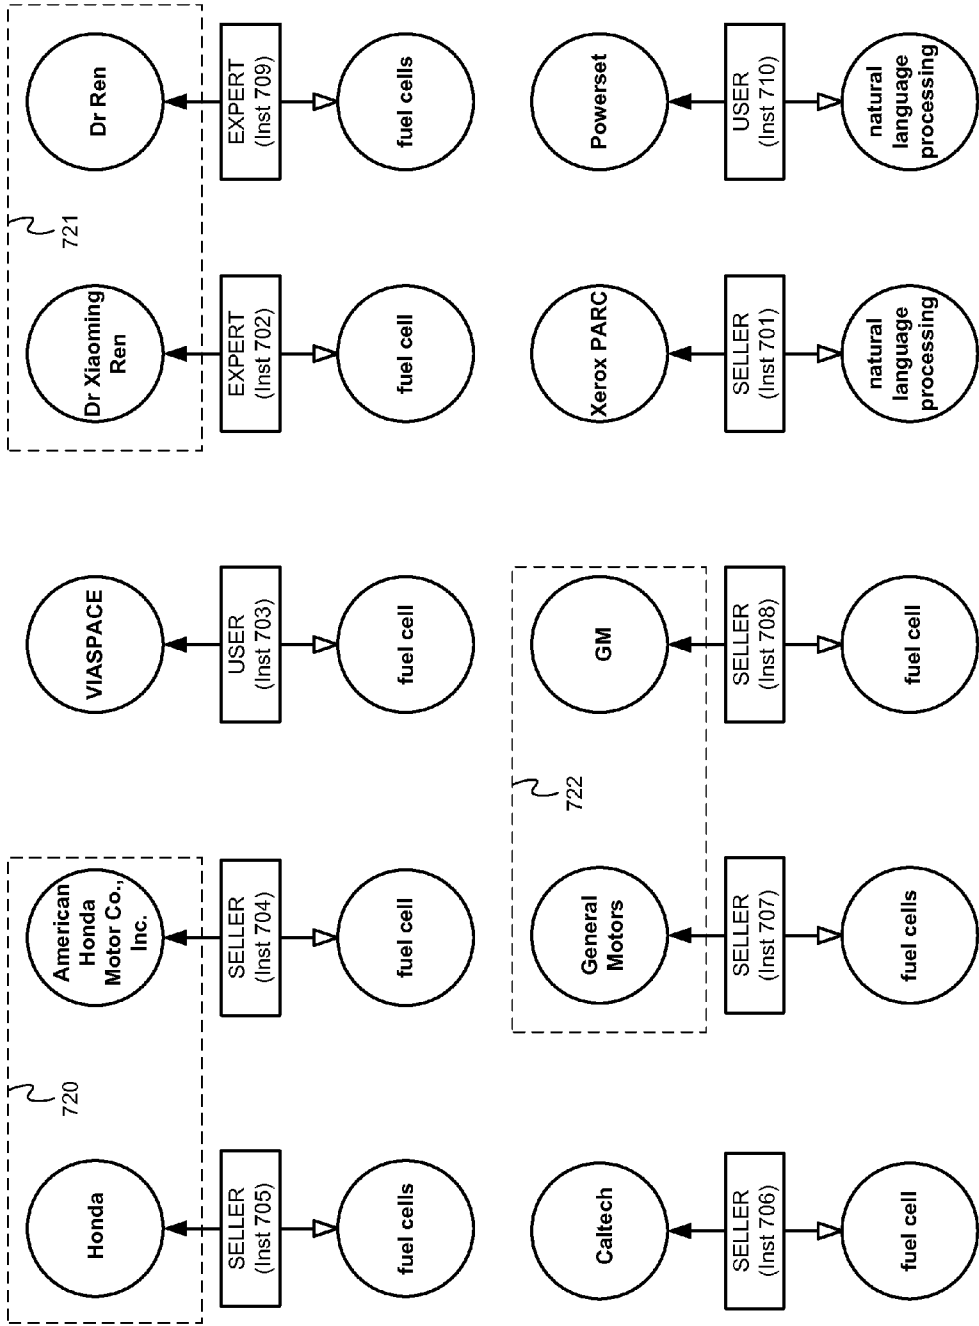 720
721
Honda
American
Honda
Motor Co.,
Inc.
VIASPACE
Dr Xiaoming
Ren
Dr Ren
SELLER
(Inst 705)
SELLER
(Inst 704)
USER
(Inst 703)
EXPERT
(Inst 702)
EXPERT
(Inst 709)
fuel cells
fuel cell
fuel cell
fuel cell
fuel cells
722
Caltech
General
Motors
GM
Xerox PARC
Powerset
SELLER
(Inst 706)
SELLER
(Inst 707)
SELLER
(Inst 708)
SELLER
(Inst 701)
USER
(Inst 710)
fuel cell
fuel cells
fuel cell
natural
language
processing
natural
language
processing